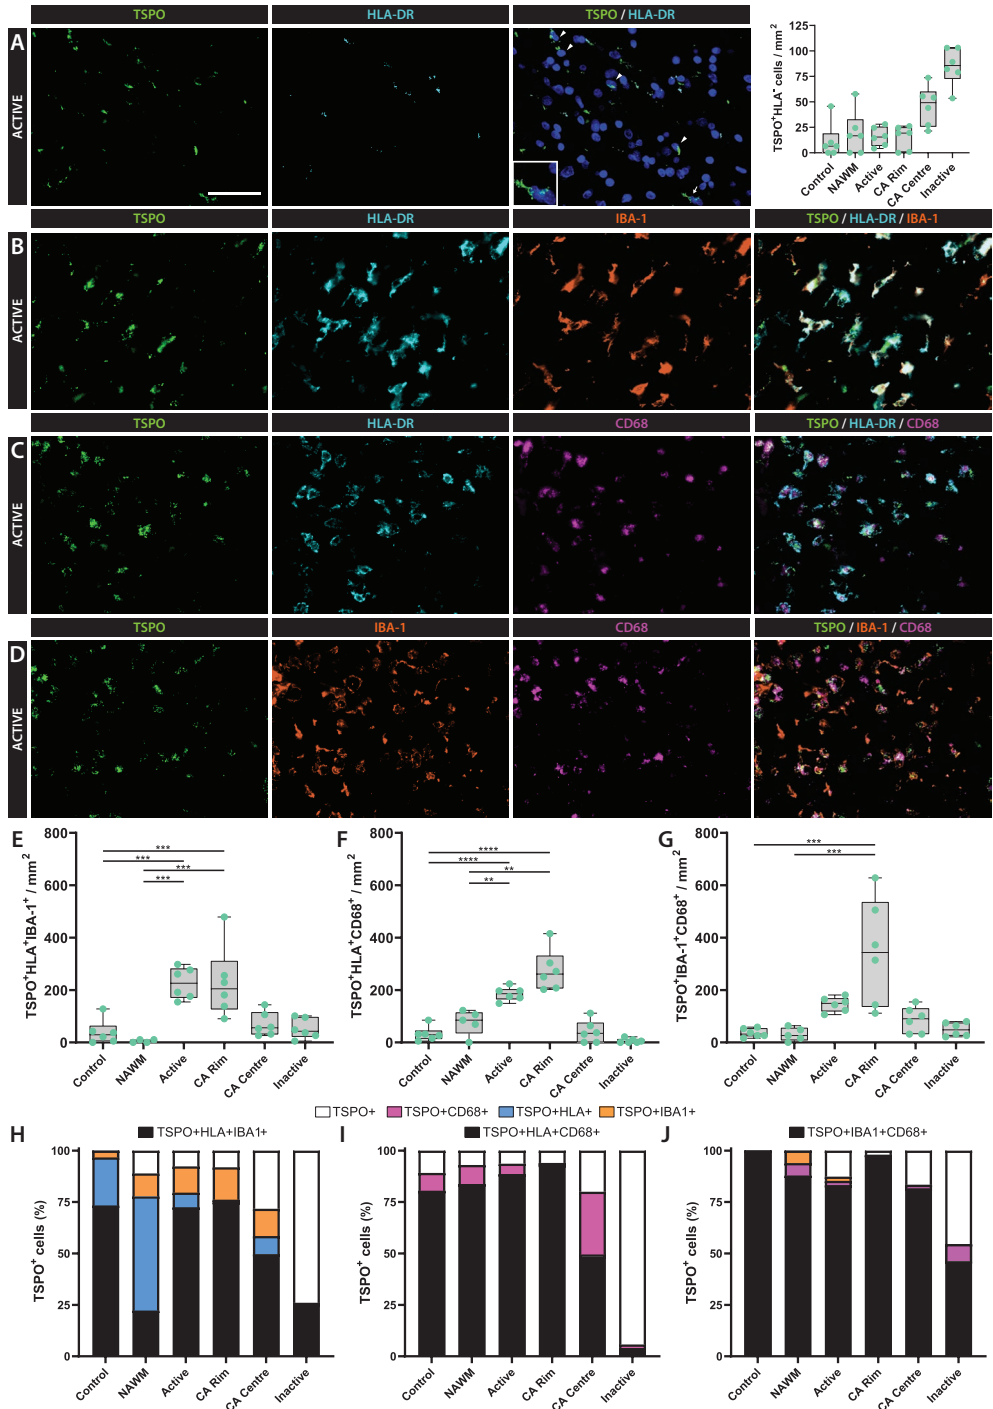 TSPO HLA-DR TSPO / HLA-DR
A
ACTIVE
TSPO⁺HLA⁻ cells / mm²
125
100
75
50
25
0
Control NAWM Active CA Rim CA Centre Inactive
TSPO HLA-DR IBA-1 TSPO / HLA-DR / IBA-1
B
ACTIVE
TSPO HLA-DR CD68 TSPO / HLA-DR / CD68
C
ACTIVE
TSPO IBA-1 CD68 TSPO / IBA-1 / CD68
D
ACTIVE
E
TSPO⁺HLA⁺IBA-1⁺ / mm²
800
600
400
200
0
***
***
***
***
Control NAWM Active CA Rim CA Centre Inactive
F
TSPO⁺HLA⁺CD68⁺ / mm²
800
600
400
200
0
****
****
**
**
Control NAWM Active CA Rim CA Centre Inactive
G
TSPO⁺IBA-1⁺CD68⁺ / mm²
800
600
400
200
0
***
***
Control NAWM Active CA Rim CA Centre Inactive
TSPO+ TSPO+CD68+ TSPO+HLA+ TSPO+IBA1+
H
TSPO+HLA+IBA1+
TSPO⁺ cells (%)
100
75
50
25
0
Control NAWM Active CA Rim CA Centre Inactive
I
TSPO+HLA+CD68+
TSPO⁺ cells (%)
100
75
50
25
0
Control NAWM Active CA Rim CA Centre Inactive
J
TSPO+IBA1+CD68+
TSPO⁺ cells (%)
100
75
50
25
0
Control NAWM Active CA Rim CA Centre Inactive